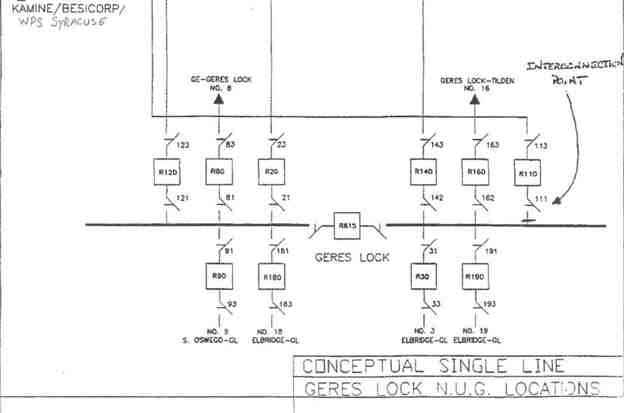 KAMINE/BESICORP/
WPS SYRACUSE
GE-GERES LOCK
NO. 8
GERES LOCK-TILDEN
NO. 16
INTERCONNECTION
POINT
123
83
23
143
163
113
R120
R80
R20
R140
R160
R110
121
81
21
142
162
111
R815
GERES LOCK
91
181
31
191
R90
R180
R30
R190
93
183
33
193
NO. 9
S. OSWEGO-GL
NO. 18
ELBRIDGE-GL
NO. 3
ELBRIDGE-GL
NO. 19
ELBRIDGE-GL
CONCEPTUAL SINGLE LINE
GERES LOCK N.U.G. LOCATIONS